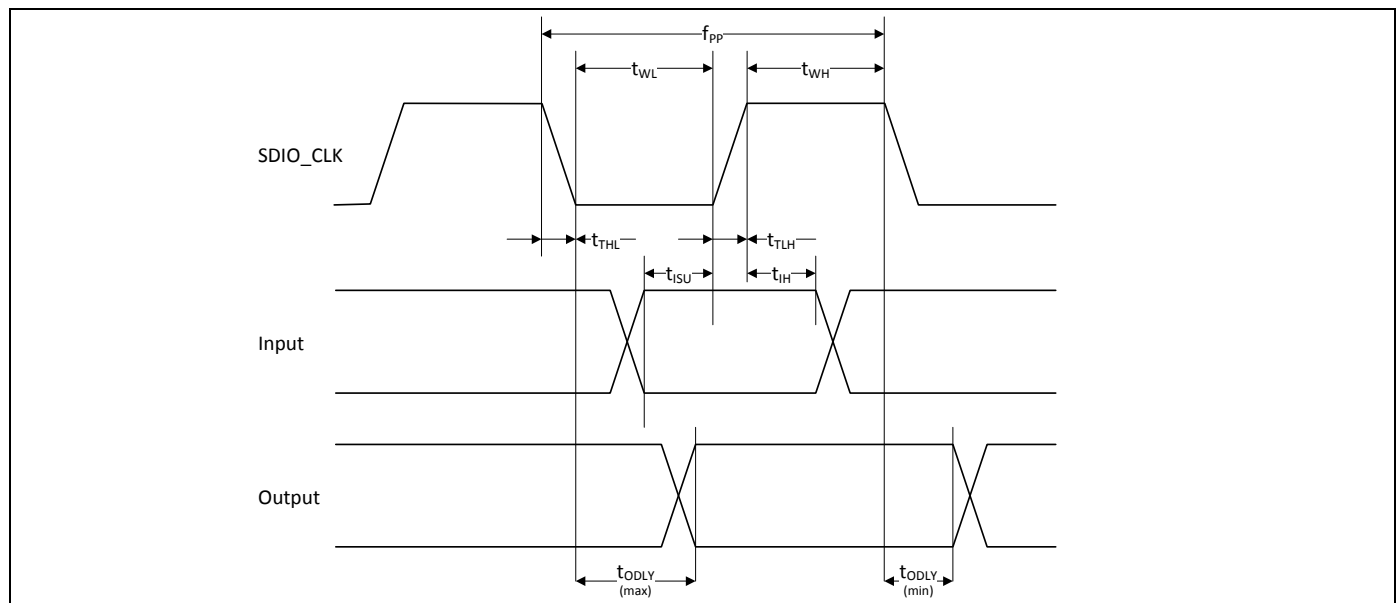 fPP
tWL
tWH
SDIO_CLK
tTHL
tTLH
tISU
tIH
Input
Output
tODLY
(max)
tODLY
(min)